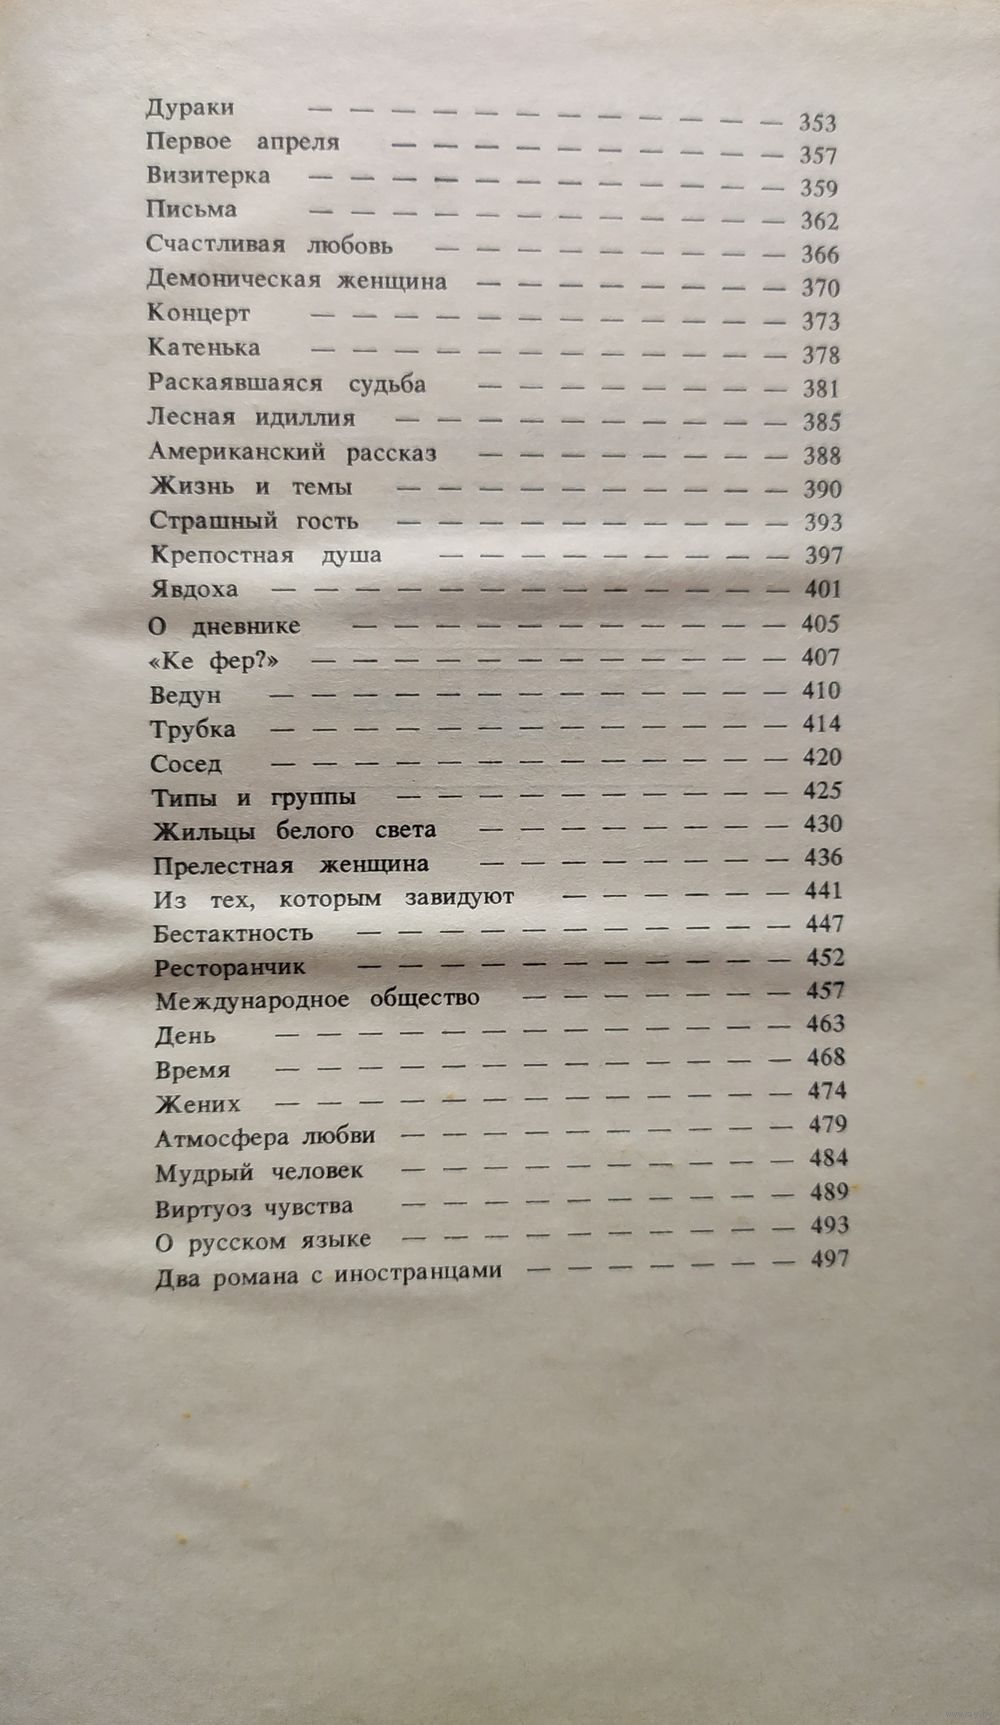 Дураки — — — — — — — — — — — — 353
Первое апреля — — — — — — — — — — 357
Визитерка — — — — — — — — — — — — 359
Письма — — — — — — — — — — — — 362
Счастливая любовь — — — — — — — — — 366
Демоническая женщина — — — — — — — — 370
Концерт — — — — — — — — — — — — 373
Катенька — — — — — — — — — — — — 378
Раскаявшаяся судьба — — — — — — — — 381
Лесная идиллия — — — — — — — — — — 385
Американский рассказ — — — — — — — — 388
Жизнь и темы — — — — — — — — — — 390
Страшный гость — — — — — — — — — — 393
Крепостная душа — — — — — — — — — 397
Явдоха — — — — — — — — — — — — — 401
О дневнике — — — — — — — — — — — 405
«Ке фер?» — — — — — — — — — — — — 407
Ведун — — — — — — — — — — — — — 410
Трубка — — — — — — — — — — — — — 414
Сосед — — — — — — — — — — — — — 420
Типы и группы — — — — — — — — — — 425
Жильцы белого света — — — — — — — — 430
Прелестная женщина — — — — — — — — 436
Из тех, которым завидуют — — — — — — 441
Бестактность — — — — — — — — — — — 447
Ресторанчик — — — — — — — — — — — 452
Международное общество — — — — — — — 457
День — — — — — — — — — — — — — 463
Время — — — — — — — — — — — — — 468
Жених — — — — — — — — — — — — — 474
Атмосфера любви — — — — — — — — — — 479
Мудрый человек — — — — — — — — — — 484
Виртуоз чувства — — — — — — — — — — 489
О русском языке — — — — — — — — — — 493
Два романа с иностранцами — — — — — — — 497